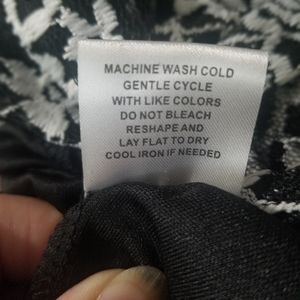 MACHINE WASH COLD
GENTLE CYCLE
WITH LIKE COLORS
DO NOT BLEACH
RESHAPE AND
LAY FLAT TO DRY
COOL IRON IF NEEDED